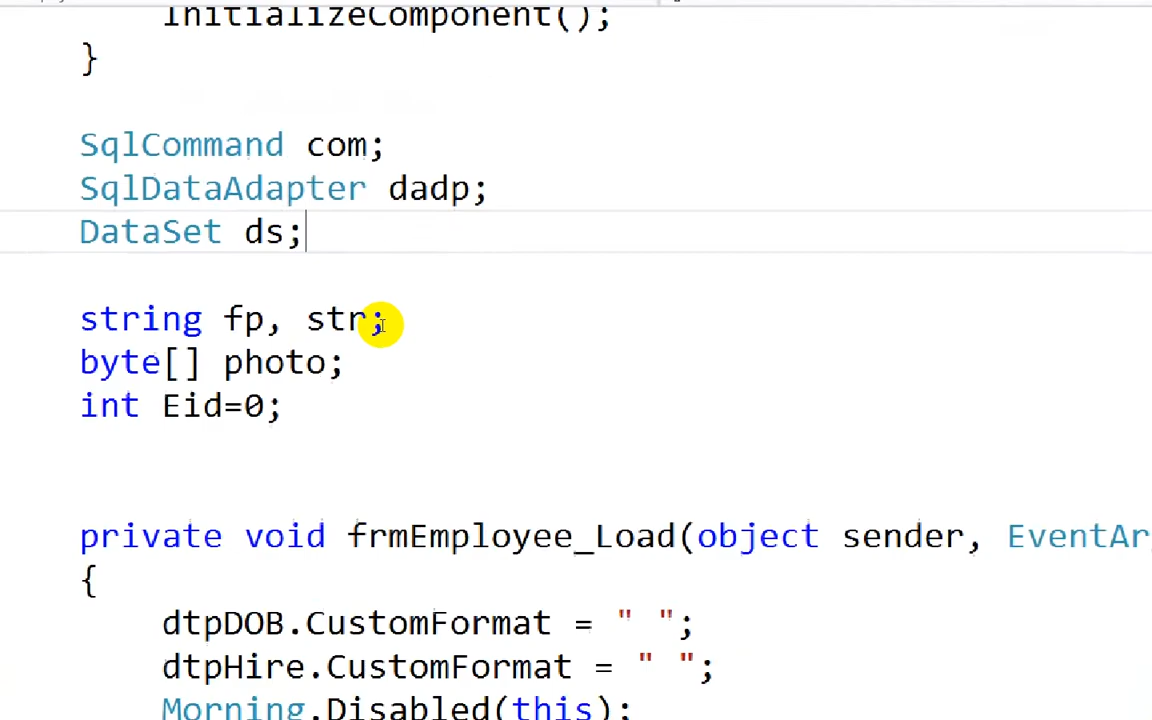 InitializeComponent();
}
SqlCommand com;
SqlDataAdapter dadp;
DataSet ds;
string fp, str;
byte[] photo;
int Eid=0;
private void frmEmployee_Load(object sender, EventAr
{
dtpDOB.CustomFormat = " ";
dtpHire.CustomFormat = " ";
Morning.Disabled(this);